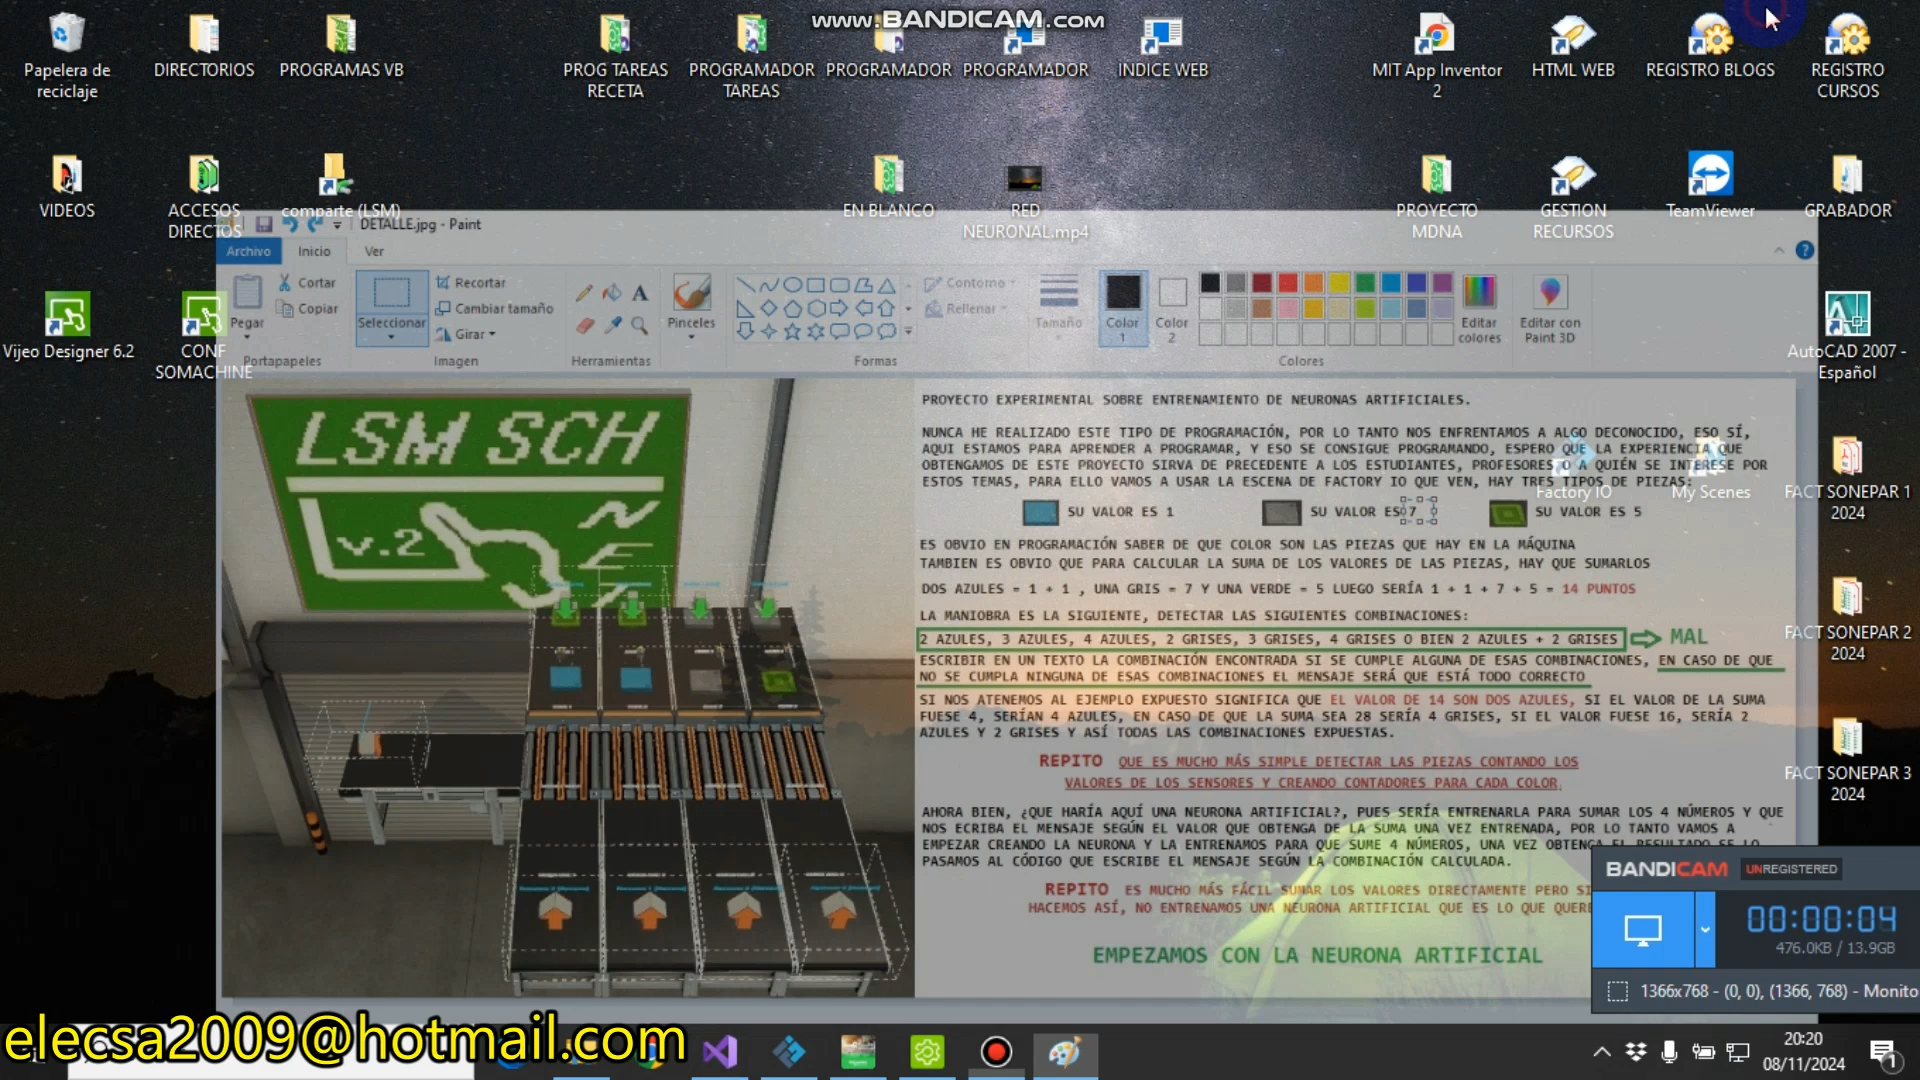 www.BANDICAM.com
Papelera de
reciclaje
DIRECTORIOS
PROGRAMAS VB
PROG TAREAS
RECETA
PROGRAMADOR
TAREAS
PROGRAMADOR
PROGRAMADOR
INDICE WEB
MIT App Inventor
2
HTML WEB
REGISTRO BLOGS
REGISTRO
CURSOS
VIDEOS
ACCESOS
DIRECTOS
comparte (LSM)
EN BLANCO
RED
NEURONAL.mp4
PROYECTO
MDNA
GESTION
RECURSOS
TeamViewer
GRABADOR
Vijeo Designer 6.2
CONF
SOMACHINE
AutoCAD 2007 -
Español
Factory IO
My Scenes
FACT SONEPAR 1
2024
FACT SONEPAR 2
2024
FACT SONEPAR 3
2024
DETALLE.jpg - Paint
Archivo
Inicio
Ver
Pegar
Cortar
Copiar
Portapapeles
Seleccionar
Recortar
Cambiar tamaño
Girar
Imagen
Herramientas
Pinceles
Formas
Contorno
Rellenar
Tamaño
Color
1
Color
2
Colores
Editar
colores
Editar con
Paint 3D
LSM SCH
v.2
PROYECTO EXPERIMENTAL SOBRE ENTRENAMIENTO DE NEURONAS ARTIFICIALES.
NUNCA HE REALIZADO ESTE TIPO DE PROGRAMACIÓN, POR LO TANTO NOS ENFRENTAMOS A ALGO DECONOCIDO, ESO SÍ,
AQUI ESTAMOS PARA APRENDER A PROGRAMAR, Y ESO SE CONSIGUE PROGRAMANDO, ESPERO QUE LA EXPERIENCIA QUE
OBTENGAMOS DE ESTE PROYECTO SIRVA DE PRECEDENTE A LOS ESTUDIANTES, PROFESORES O A QUIÉN SE INTERESE POR
ESTOS TEMAS, PARA ELLO VAMOS A USAR LA ESCENA DE FACTORY IO QUE VEN, HAY TRES TIPOS DE PIEZAS:
SU VALOR ES 1
SU VALOR ES 7
SU VALOR ES 5
ES OBVIO EN PROGRAMACIÓN SABER DE QUE COLOR SON LAS PIEZAS QUE HAY EN LA MÁQUINA
TAMBIEN ES OBVIO QUE PARA CALCULAR LA SUMA DE LOS VALORES DE LAS PIEZAS, HAY QUE SUMARLOS
DOS AZULES = 1 + 1 , UNA GRIS = 7 Y UNA VERDE = 5 LUEGO SERÍA 1 + 1 + 7 + 5 = 14 PUNTOS
LA MANIOBRA ES LA SIGUIENTE, DETECTAR LAS SIGUIENTES COMBINACIONES:
2 AZULES, 3 AZULES, 4 AZULES, 2 GRISES, 3 GRISES, 4 GRISES O BIEN 2 AZULES + 2 GRISES
MAL
ESCRIBIR EN UN TEXTO LA COMBINACIÓN ENCONTRADA SI SE CUMPLE ALGUNA DE ESAS COMBINACIONES, EN CASO DE QUE
NO SE CUMPLA NINGUNA DE ESAS COMBINACIONES EL MENSAJE SERÁ QUE ESTÁ TODO CORRECTO
SI NOS ATENEMOS AL EJEMPLO EXPUESTO SIGNIFICA QUE EL VALOR DE 14 SON DOS AZULES, SI EL VALOR DE LA SUMA
FUESE 4, SERÍAN 4 AZULES, EN CASO DE QUE LA SUMA SEA 28 SERÍA 4 GRISES, SI EL VALOR FUESE 16, SERÍA 2
AZULES Y 2 GRISES Y ASÍ TODAS LAS COMBINACIONES EXPUESTAS.
REPITO QUE ES MUCHO MÁS SIMPLE DETECTAR LAS PIEZAS CONTANDO LOS
VALORES DE LOS SENSORES Y CREANDO CONTADORES PARA CADA COLOR.
AHORA BIEN, ¿QUE HARÍA AQUÍ UNA NEURONA ARTIFICIAL?, PUES SERÍA ENTRENARLA PARA SUMAR LOS 4 NÚMEROS Y QUE
NOS ECRIBA EL MENSAJE SEGÚN EL VALOR QUE OBTENGA DE LA SUMA UNA VEZ ENTRENADA, POR LO TANTO VAMOS A
EMPEZAR CREANDO LA NEURONA Y LA ENTRENAMOS PARA QUE SUME 4 NÚMEROS, UNA VEZ OBTENGA EL RESULTADO SE LO
PASAMOS AL CÓDIGO QUE ESCRIBE EL MENSAJE SEGÚN LA COMBINACIÓN CALCULADA.
REPITO ES MUCHO MÁS FÁCIL SUMAR LOS VALORES DIRECTAMENTE PERO SI
HACEMOS ASÍ, NO ENTRENAMOS UNA NEURONA ARTIFICIAL QUE ES LO QUE QUERE
EMPEZAMOS CON LA NEURONA ARTIFICIAL
BANDICAM UNREGISTERED
00:00:04
476.0KB / 13.9GB
1366x768 - (0, 0), (1366, 768) - Monito
elecsa2009@hotmail.com
20:20
08/11/2024
1